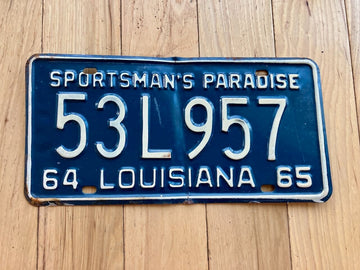 SPORTSMAN'S PARADISE
53L957
64 LOUISIANA 65